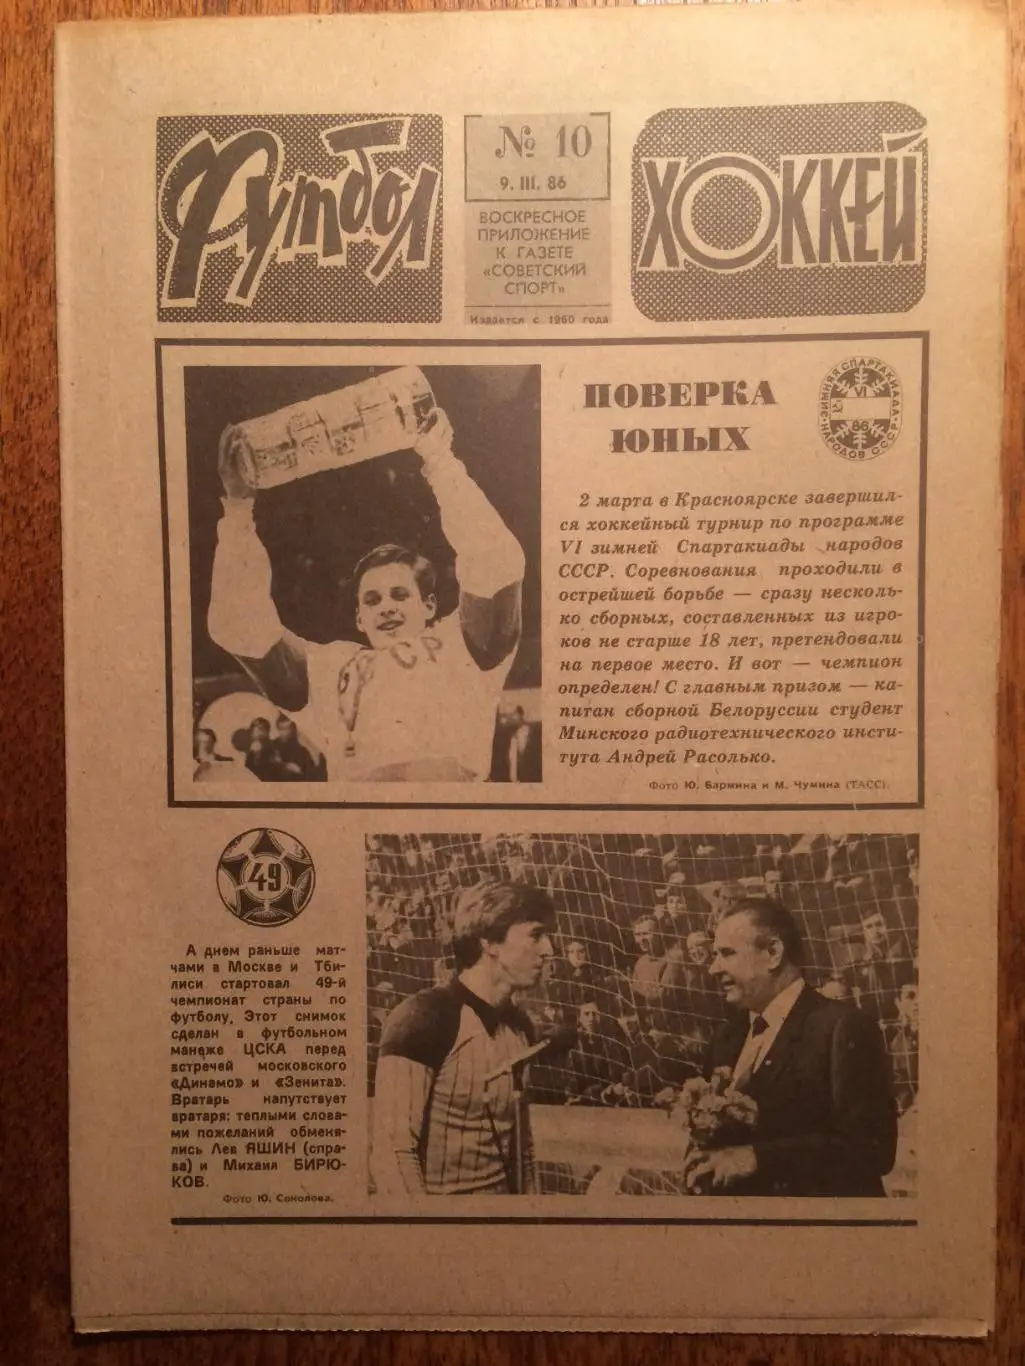 Футбол
№ 10
9. III. 86
ВОСКРЕСНОЕ
ПРИЛОЖЕНИЕ
К ГАЗЕТЕ
«СОВЕТСКИЙ
СПОРТ»
Издается с 1960 года
ХОККЕЙ
ПОВЕРКА
ЮНЫХ
ЗИМНЯЯ СПАРТАКИАДА
НАРОДОВ СССР
VI
86
2 марта в Красноярске завершил-
ся хоккейный турнир по программе
VI зимней Спартакиады народов
СССР. Соревнования проходили в
острейшей борьбе — сразу несколь-
ко сборных, составленных из игро-
ков не старше 18 лет, претендовали
на первое место. И вот — чемпион
определен! С главным призом — ка-
питан сборной Белоруссии студент
Минского радиотехнического инсти-
тута Андрей Расолько.
Фото Ю. Бармина и М. Чумина (ТАСС).
49
А днем раньше мат-
чами в Москве и Тби-
лиси стартовал 49-й
чемпионат страны по
футболу. Этот снимок
сделан в футбольном
манеже ЦСКА перед
встречей московского
«Динамо» и «Зенита».
Вратарь напутствует
вратаря: теплыми слова-
ми пожеланий обменя-
лись Лев ЯШИН (спра-
ва) и Михаил БИРЮ-
КОВ.
Фото Ю. Соколова.